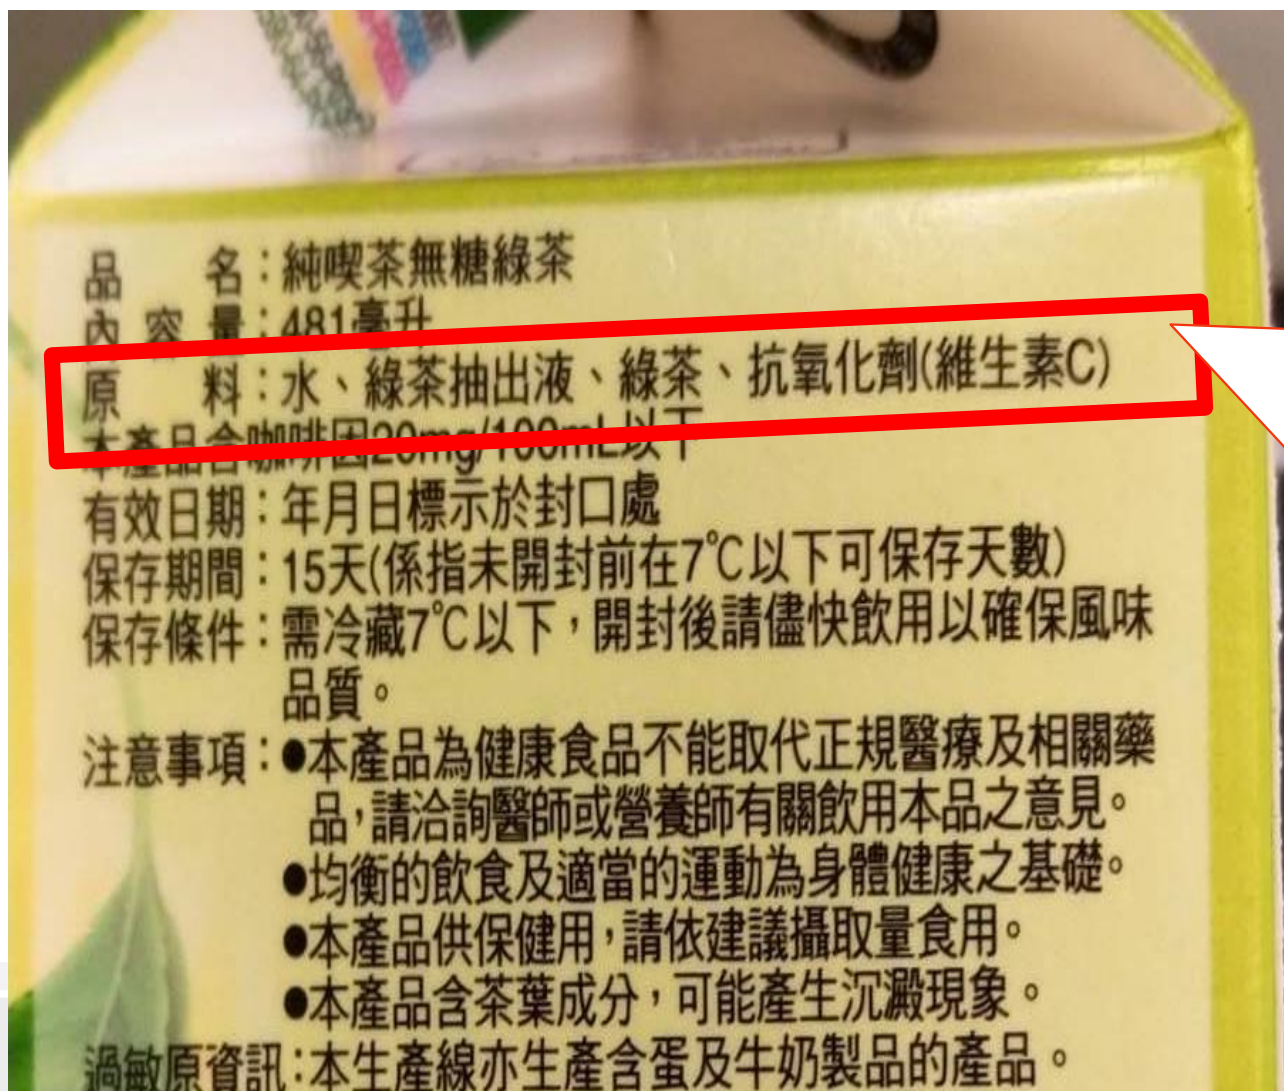 品名：純喫茶無糖綠茶
內容量：481毫升
原料：水、綠茶抽出液、綠茶、抗氧化劑(維生素C)
本產品含咖啡因20mg/100mL以下
有效日期：年月日標示於封口處
保存期間：15天(係指未開封前在7℃以下可保存天數)
保存條件：需冷藏7℃以下，開封後請儘快飲用以確保風味
品質。
注意事項：●本產品為健康食品不能取代正規醫療及相關藥
品，請洽詢醫師或營養師有關飲用本品之意見。
●均衡的飲食及適當的運動為身體健康之基礎。
●本產品供保健用，請依建議攝取量食用。
●本產品含茶葉成分，可能產生沉澱現象。
過敏原資訊：本生產線亦生產含蛋及牛奶製品的產品。